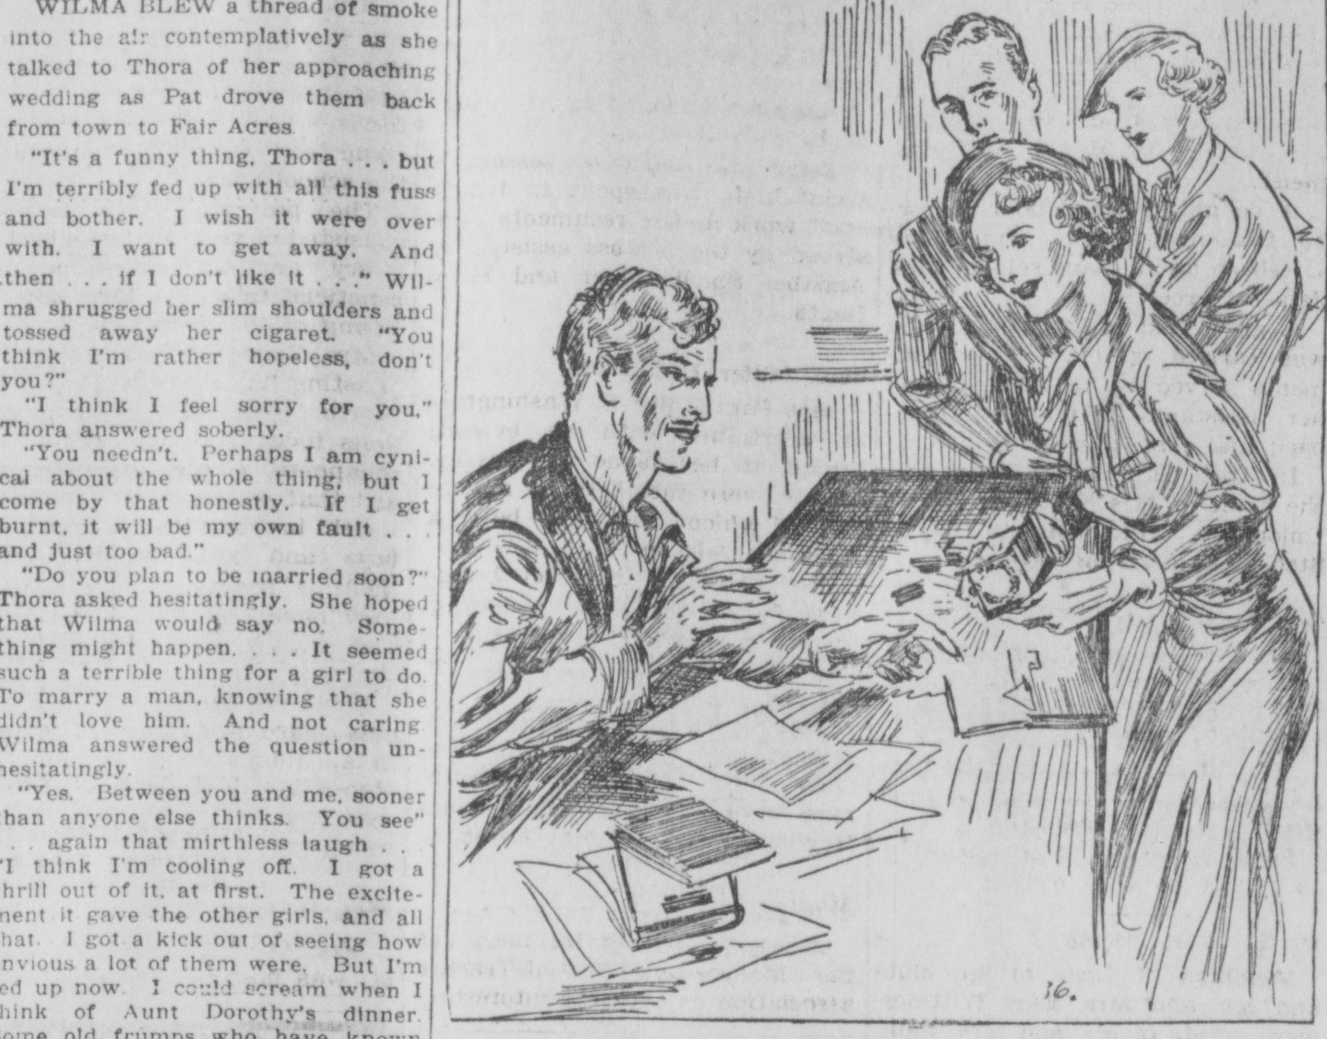 WILMA BLEW a thread of smoke
into the air contemplatively as she
talked to Thora of her approaching
wedding as Pat drove them back
from town to Fair Acres.
"It's a funny thing, Thora . . . but
I'm terribly fed up with all this fuss
and bother. I wish it were over
with. I want to get away. And
then . . . if I don't like it . . ." Wil-
ma shrugged her slim shoulders and
tossed away her cigaret. "You
think I'm rather hopeless, don't
you?"
"I think I feel sorry for you,"
Thora answered soberly.
"You needn't. Perhaps I am cyni-
cal about the whole thing; but I
come by that honestly. If I get
burnt, it will be my own fault . . .
and just too bad."
"Do you plan to be married soon?"
Thora asked hesitatingly. She hoped
that Wilma would say no. Some-
thing might happen. . . . It seemed
such a terrible thing for a girl to do.
To marry a man, knowing that she
didn't love him. And not caring.
Wilma answered the question un-
hesitatingly.
"Yes. Between you and me, sooner
than anyone else thinks. You see"
. . . again that mirthless laugh . . .
"I think I'm cooling off. I got a
thrill out of it, at first. The excite-
ment it gave the other girls, and all
that. I got a kick out of seeing how
envious a lot of them were. But I'm
fed up now. I could scream when I
think of Aunt Dorothy's dinner.
Some old frumps who have known
16.